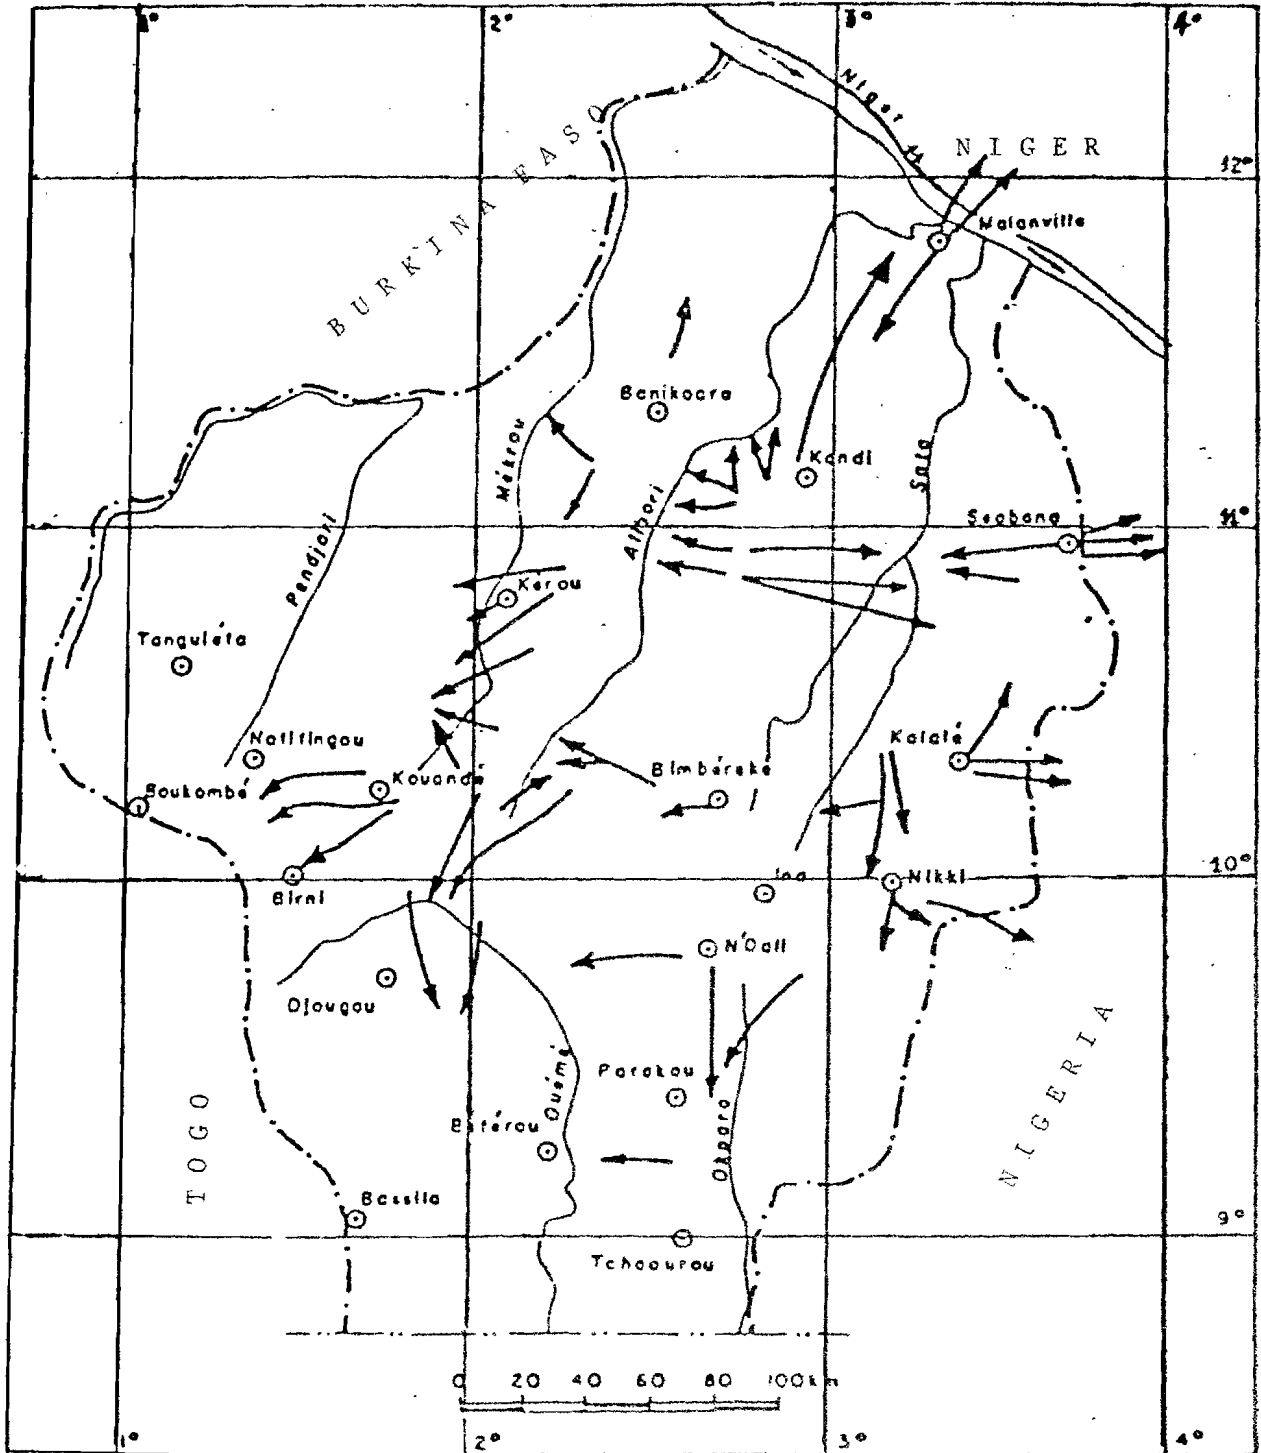 1°
2°
3°
4°
Niger
NIGER
12°
BURKINA FASO
Malanville
Banikoara
Kandi
Mékrou
Alibori
Sota
Pendjari
Segbana
11°
Kérou
Tanguiéta
Natitingou
Kouandé
Bimbéréké
Kalalé
Boukombé
10°
Birni
Ina
Nikki
N'Dali
Djougou
Ouémé
Parakou
Bétérou
Okpara
TOGO
NIGERIA
Bassila
9°
Tchaourou
0 20 40 60 80 100km
1°
2°
3°
4°